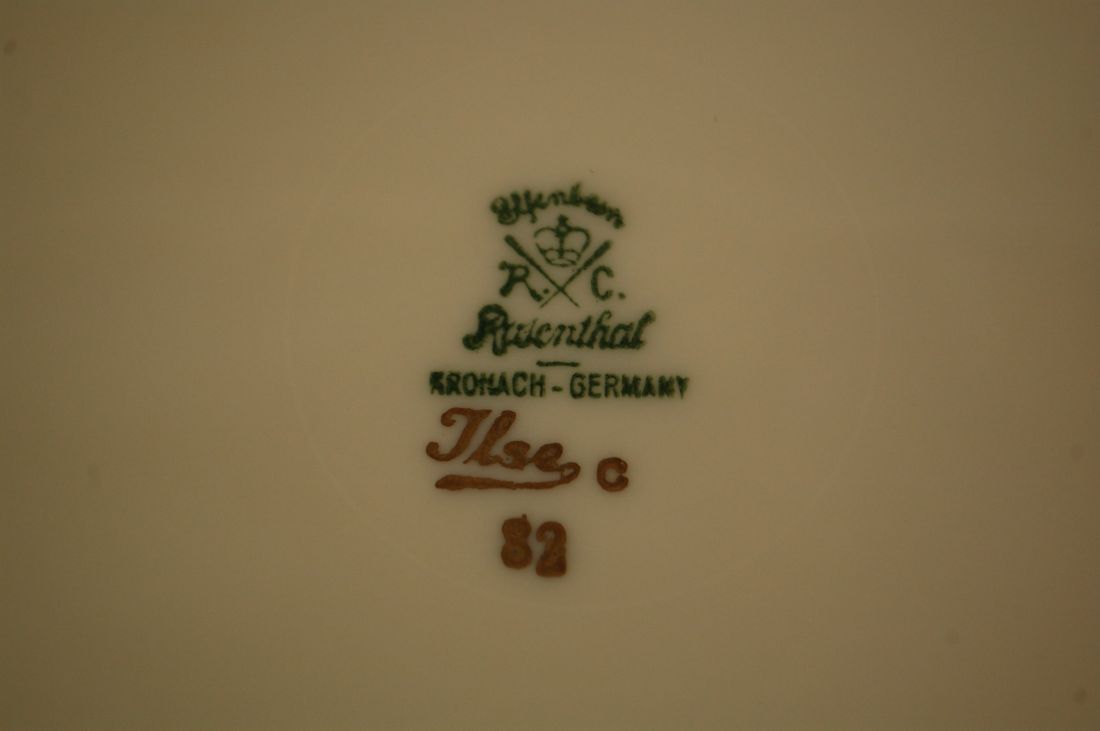 Elfenbein
R. C.
Rosenthal
KRONACH - GERMANY
Ilse C
82